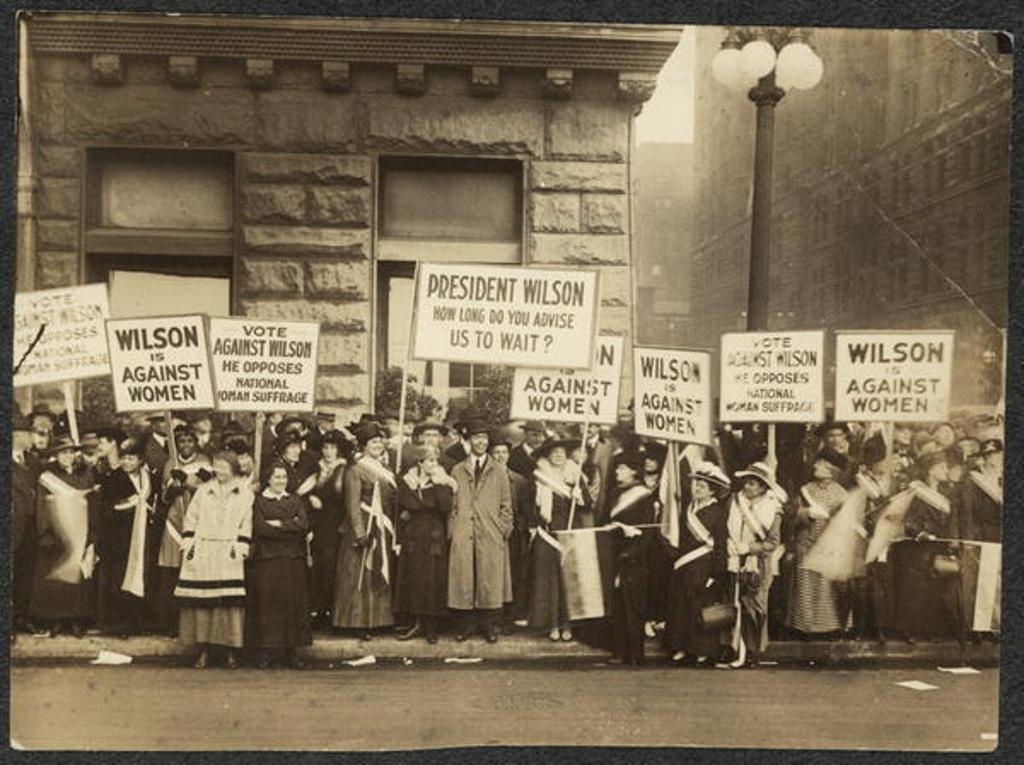 VOTE
AGAINST WILSON
HE OPPOSES
NATIONAL
WOMAN SUFFRAGE
WILSON
IS
AGAINST
WOMEN
VOTE
AGAINST WILSON
HE OPPOSES
NATIONAL
WOMAN SUFFRAGE
PRESIDENT WILSON
HOW LONG DO YOU ADVISE
US TO WAIT?
AGAINST
WOMEN
WILSON
IS
AGAINST
WOMEN
VOTE
AGAINST WILSON
HE OPPOSES
NATIONAL
WOMAN SUFFRAGE
WILSON
IS
AGAINST
WOMEN